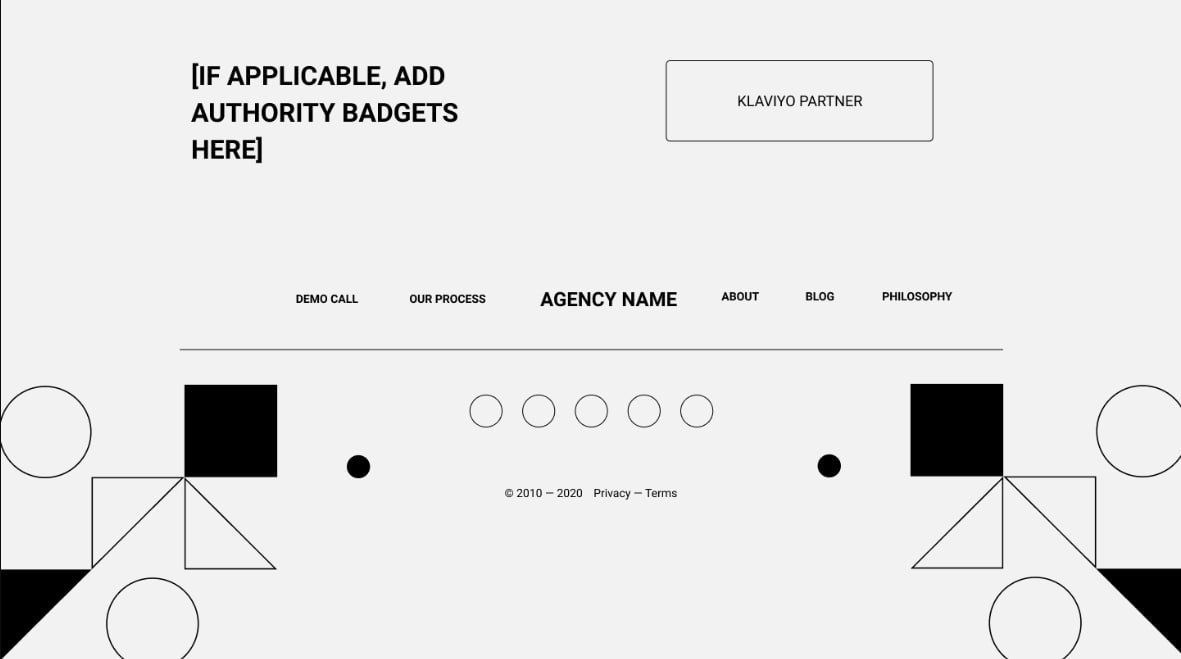 [IF APPLICABLE, ADD
AUTHORITY BADGETS
HERE]
KLAVIYO PARTNER
DEMO CALL OUR PROCESS AGENCY NAME ABOUT BLOG PHILOSOPHY
© 2010 — 2020 Privacy — Terms